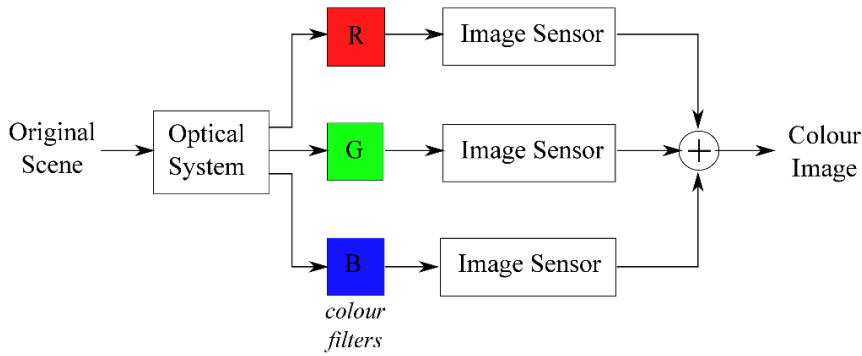 R
Image Sensor
Original
Scene
Optical
System
G
Image Sensor
+
Colour
Image
B
Image Sensor
colour
filters